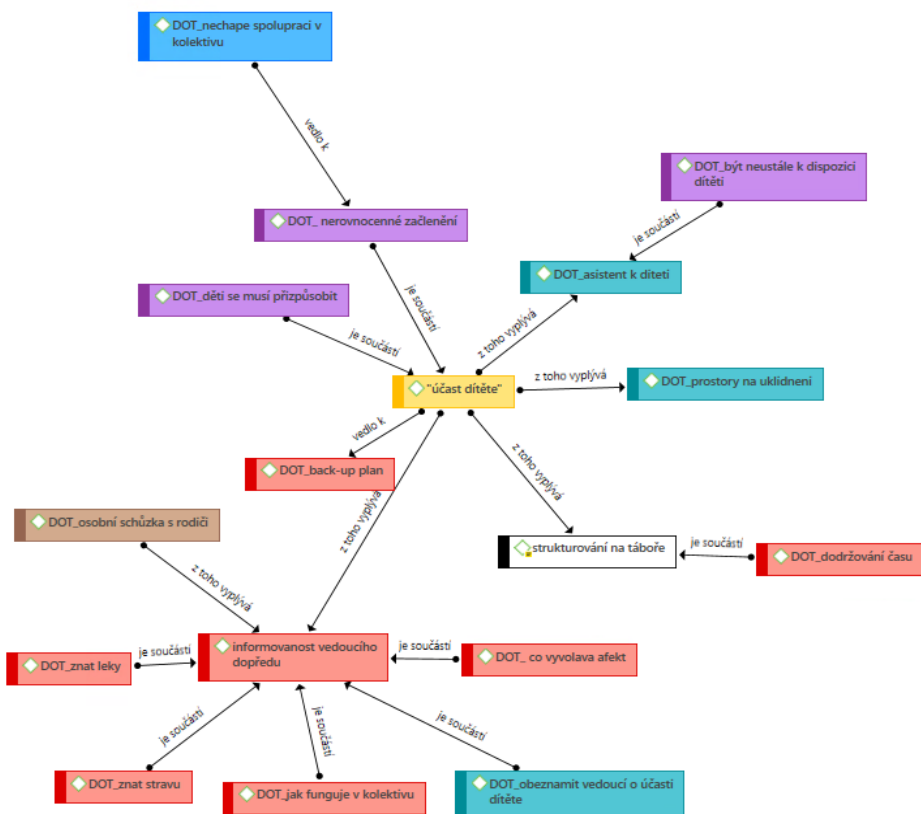 DOT_nechape spolupraci v
kolektivu
vedlo k
DOT_být neustále k dispozici
dítěti
je součástí
DOT_ nerovnocenné začlenění
DOT_asistent k díteti
DOT_děti se musí přizpůsobit
je součástí
z toho vyplývá
je součástí
"účast dítěte"
z toho vyplývá
DOT_prostory na uklidneni
vedlo k
DOT_back-up plan
z toho vyplývá
z toho vyplývá
DOT_osobní schůzka s rodiči
strukturování na táboře
je součástí
DOT_dodržování času
z toho vyplývá
informovanost vedoucího
dopředu
je součástí
DOT_znat leky
je součástí
DOT_ co vyvolava afekt
je součástí
je součástí
je součástí
DOT_znat stravu
DOT_jak funguje v kolektivu
DOT_obeznamit vedoucí o účasti
dítěte